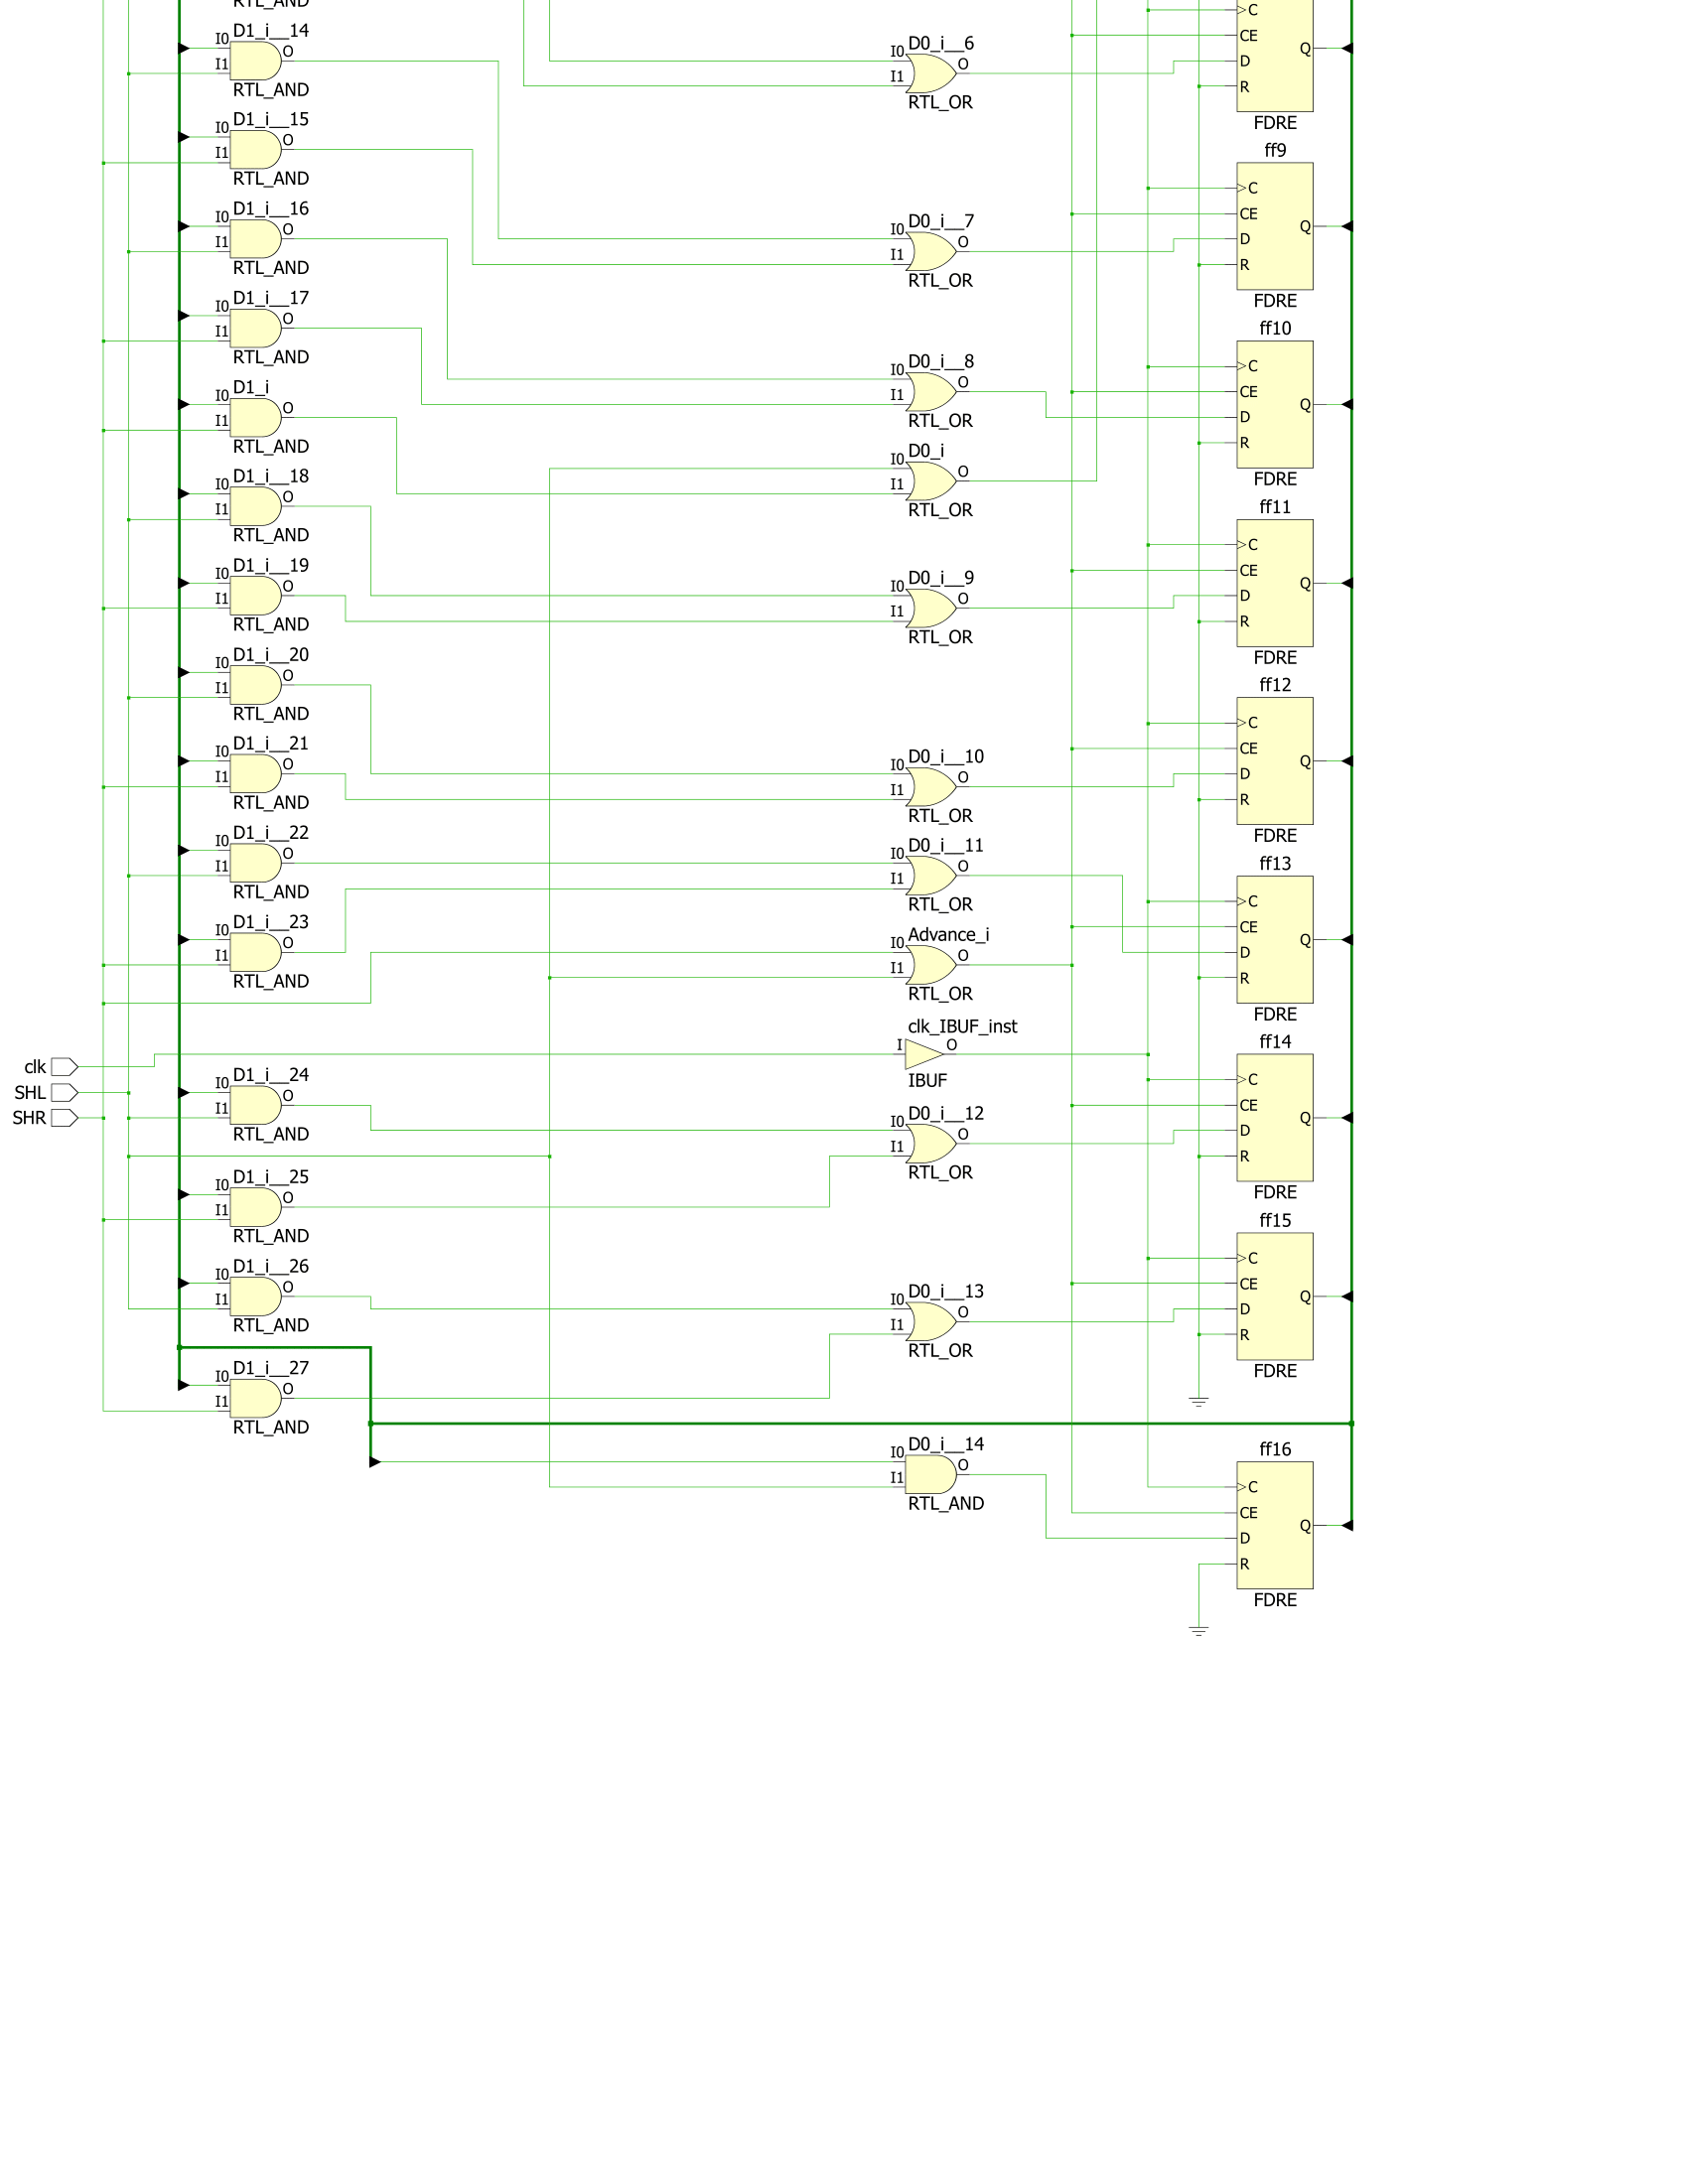 RTL_AND
D1_i__14
I0
I1
O
RTL_AND
D1_i__15
I0
I1
O
RTL_AND
D1_i__16
I0
I1
O
RTL_AND
D1_i__17
I0
I1
O
RTL_AND
D1_i
I0
I1
O
RTL_AND
D1_i__18
I0
I1
O
RTL_AND
D1_i__19
I0
I1
O
RTL_AND
D1_i__20
I0
I1
O
RTL_AND
D1_i__21
I0
I1
O
RTL_AND
D1_i__22
I0
I1
O
RTL_AND
D1_i__23
I0
I1
O
RTL_AND
clk
SHL
SHR
D1_i__24
I0
I1
O
RTL_AND
D1_i__25
I0
I1
O
RTL_AND
D1_i__26
I0
I1
O
RTL_AND
D1_i__27
I0
I1
O
RTL_AND
D0_i__6
I0
I1
O
RTL_OR
D0_i__7
I0
I1
O
RTL_OR
D0_i__8
I0
I1
O
RTL_OR
D0_i
I0
I1
O
RTL_OR
D0_i__9
I0
I1
O
RTL_OR
D0_i__10
I0
I1
O
RTL_OR
D0_i__11
I0
I1
O
RTL_OR
Advance_i
I0
I1
O
RTL_OR
clk_IBUF_inst
I
O
IBUF
D0_i__12
I0
I1
O
RTL_OR
D0_i__13
I0
I1
O
RTL_OR
D0_i__14
I0
I1
O
RTL_AND
C
CE
D
R
Q
FDRE
ff9
C
CE
D
R
Q
FDRE
ff10
C
CE
D
R
Q
FDRE
ff11
C
CE
D
R
Q
FDRE
ff12
C
CE
D
R
Q
FDRE
ff13
C
CE
D
R
Q
FDRE
ff14
C
CE
D
R
Q
FDRE
ff15
C
CE
D
R
Q
FDRE
ff16
C
CE
D
R
Q
FDRE